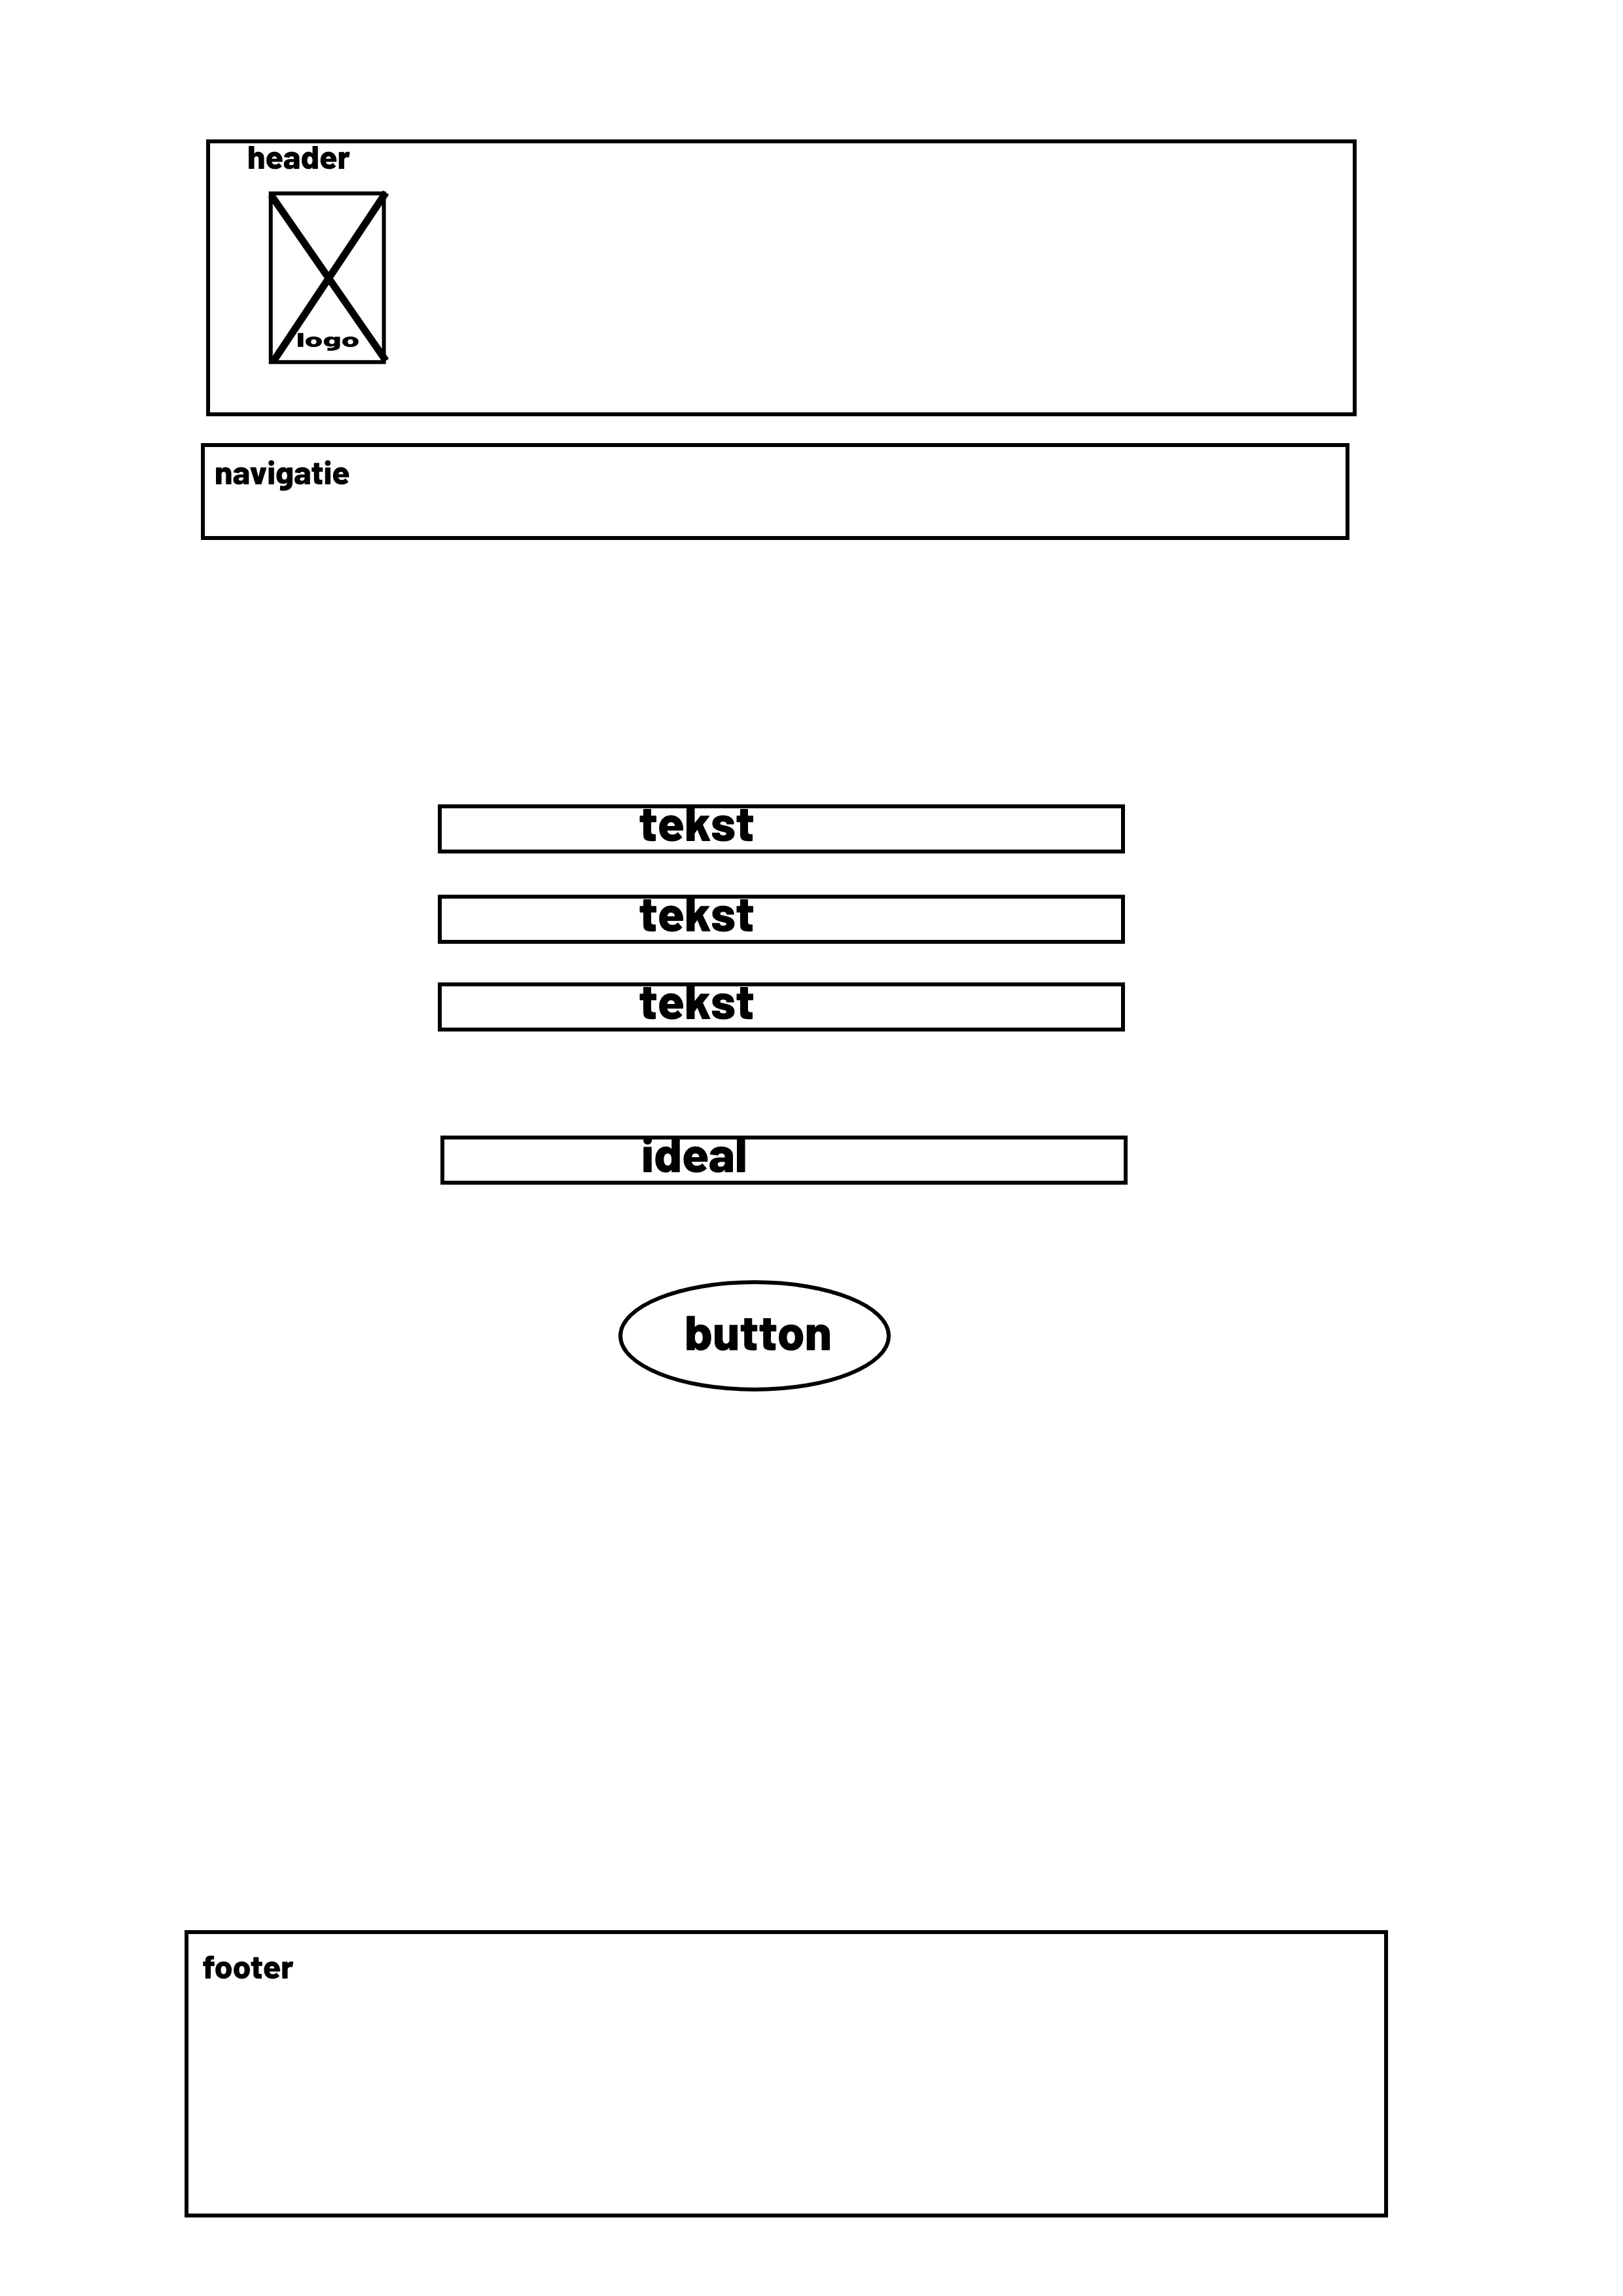 header
logo
navigatie
tekst
tekst
tekst
ideal
button
footer